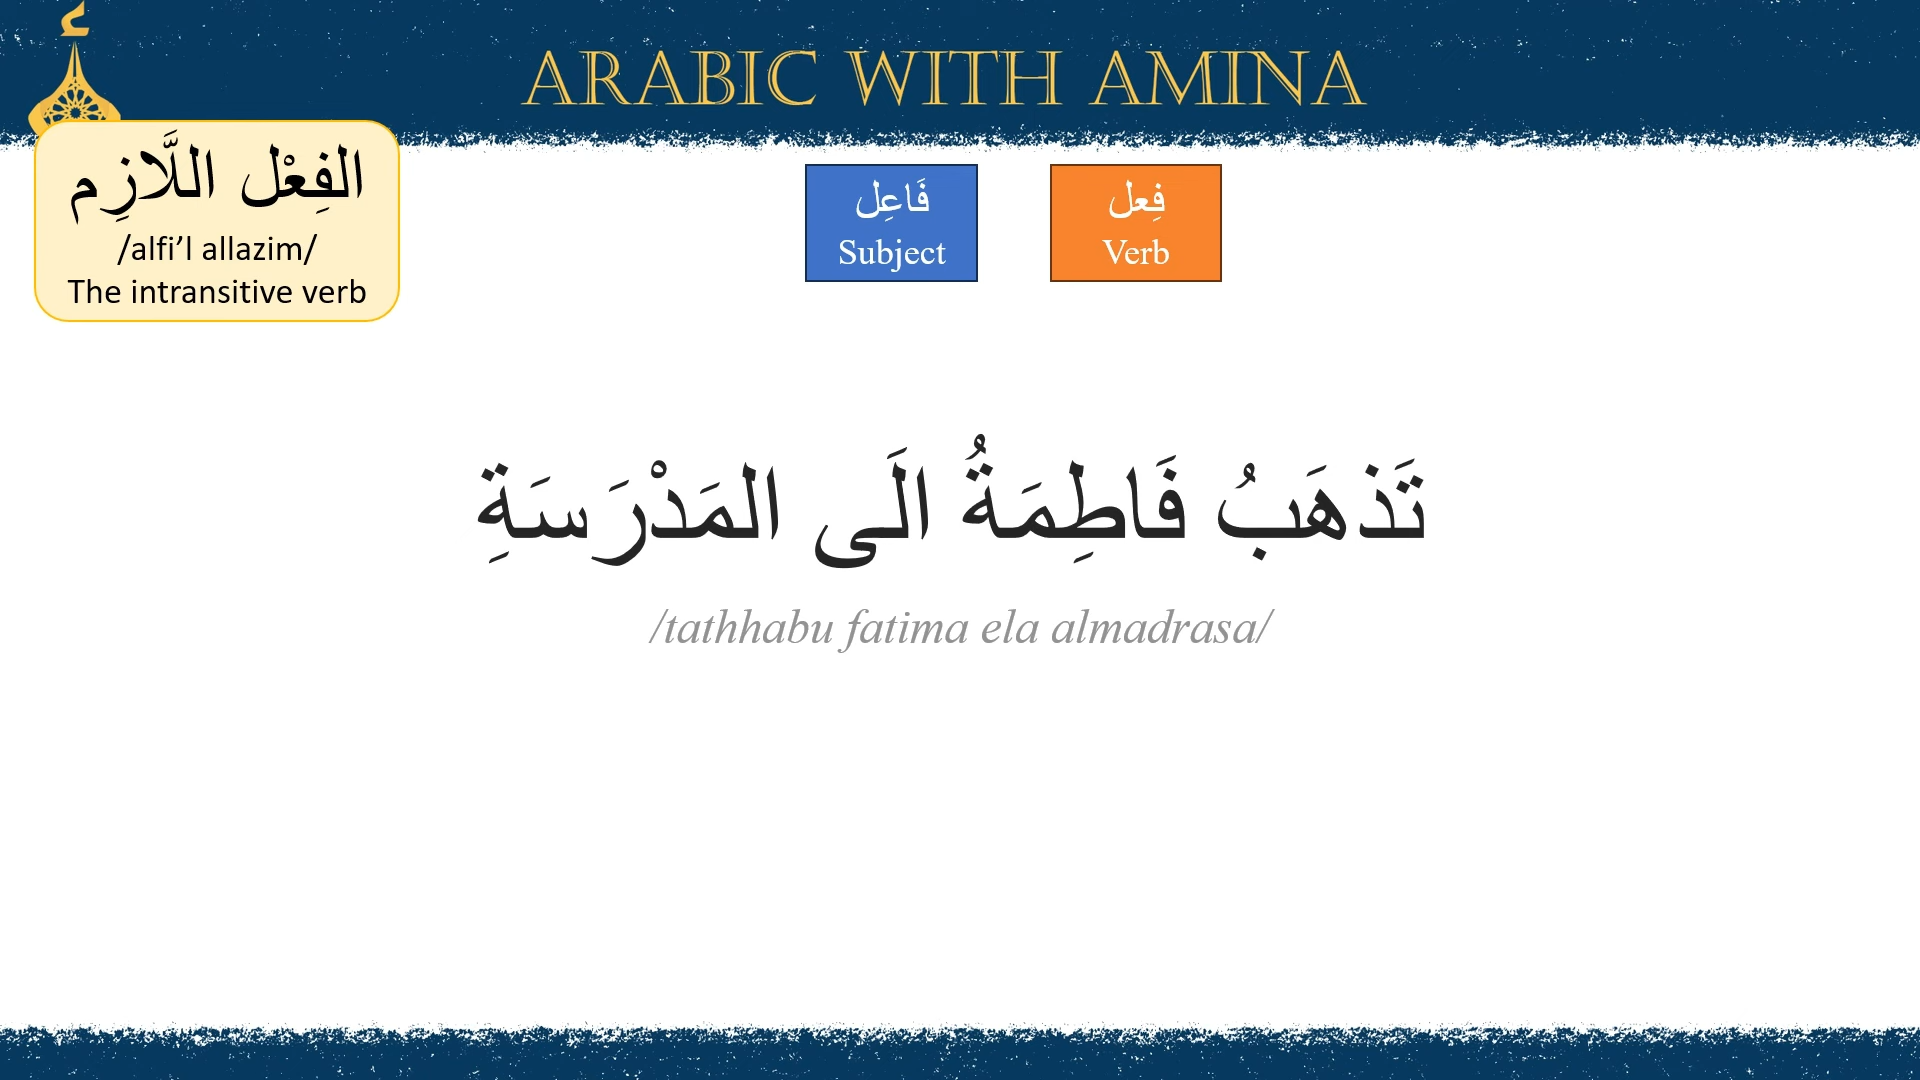 ARABIC WITH AMINA
الفِعْل اللَّازِم
/alfi’l allazim/
The intransitive verb
فِعل
Verb
فَاعِل
Subject
تَذهَبُ فَاطِمَةُ الَى المَدْرَسَةِ
/tathhabu fatima ela almadrasa/